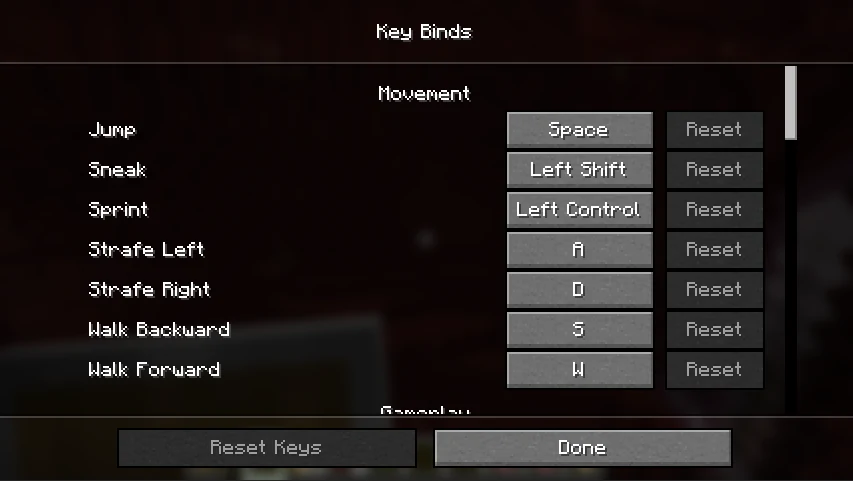 Key Binds
Movement
Jump Space Reset
Sneak Left Shift Reset
Sprint Left Control Reset
Strafe Left A Reset
Strafe Right D Reset
Walk Backward S Reset
Walk Forward W Reset
Gameplay
Reset Keys Done